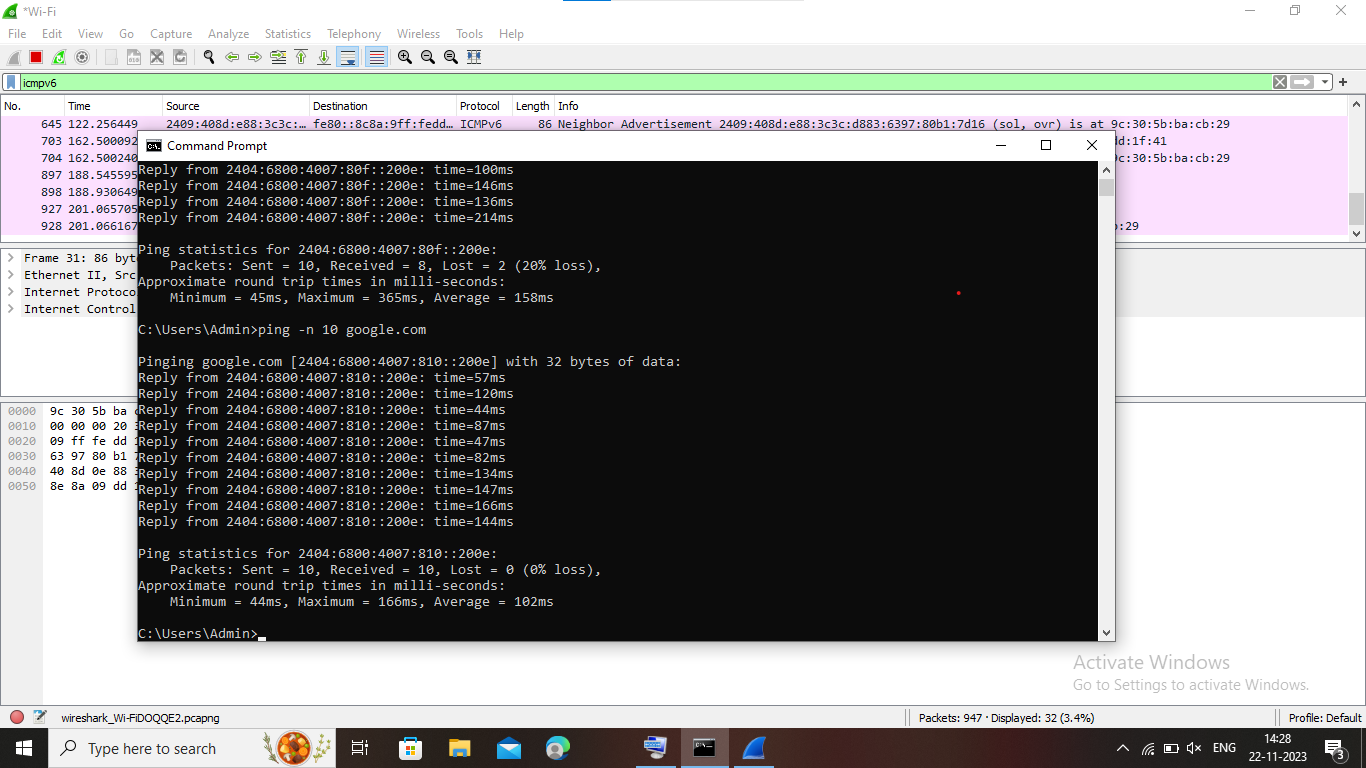 *Wi-Fi
File Edit View Go Capture Analyze Statistics Telephony Wireless Tools Help
icmpv6
No. Time Source Destination Protocol Length Info
645 122.256449 2409:408d:e88:3c3c:… fe80::8c8a:9ff:fedd… ICMPv6 86 Neighbor Advertisement 2409:408d:e88:3c3c:d883:6397:80b1:7d16 (sol, ovr) is at 9c:30:5b:ba:cb:29
703 162.500092 dd:1f:41
704 162.500240 9c:30:5b:ba:cb:29
897 188.545595
898 188.930649
927 201.065705
928 201.066167 :29
Frame 31: 86 byt
Ethernet II, Src
Internet Protoco
Internet Control
0000 9c 30 5b ba
0010 00 00 00 20
0020 09 ff fe dd
0030 63 97 80 b1
0040 40 8d 0e 88
0050 8e 8a 09 dd
Command Prompt
Reply from 2404:6800:4007:80f::200e: time=100ms
Reply from 2404:6800:4007:80f::200e: time=146ms
Reply from 2404:6800:4007:80f::200e: time=136ms
Reply from 2404:6800:4007:80f::200e: time=214ms
Ping statistics for 2404:6800:4007:80f::200e:
Packets: Sent = 10, Received = 8, Lost = 2 (20% loss),
Approximate round trip times in milli-seconds:
Minimum = 45ms, Maximum = 365ms, Average = 158ms
C:\Users\Admin>ping -n 10 google.com
Pinging google.com [2404:6800:4007:810::200e] with 32 bytes of data:
Reply from 2404:6800:4007:810::200e: time=57ms
Reply from 2404:6800:4007:810::200e: time=120ms
Reply from 2404:6800:4007:810::200e: time=44ms
Reply from 2404:6800:4007:810::200e: time=87ms
Reply from 2404:6800:4007:810::200e: time=47ms
Reply from 2404:6800:4007:810::200e: time=82ms
Reply from 2404:6800:4007:810::200e: time=134ms
Reply from 2404:6800:4007:810::200e: time=147ms
Reply from 2404:6800:4007:810::200e: time=166ms
Reply from 2404:6800:4007:810::200e: time=144ms
Ping statistics for 2404:6800:4007:810::200e:
Packets: Sent = 10, Received = 10, Lost = 0 (0% loss),
Approximate round trip times in milli-seconds:
Minimum = 44ms, Maximum = 166ms, Average = 102ms
C:\Users\Admin>
Activate Windows
Go to Settings to activate Windows.
wireshark_Wi-FiDOQQE2.pcapng Packets: 947 · Displayed: 32 (3.4%) Profile: Default
Type here to search ENG 14:28
22-11-2023 3